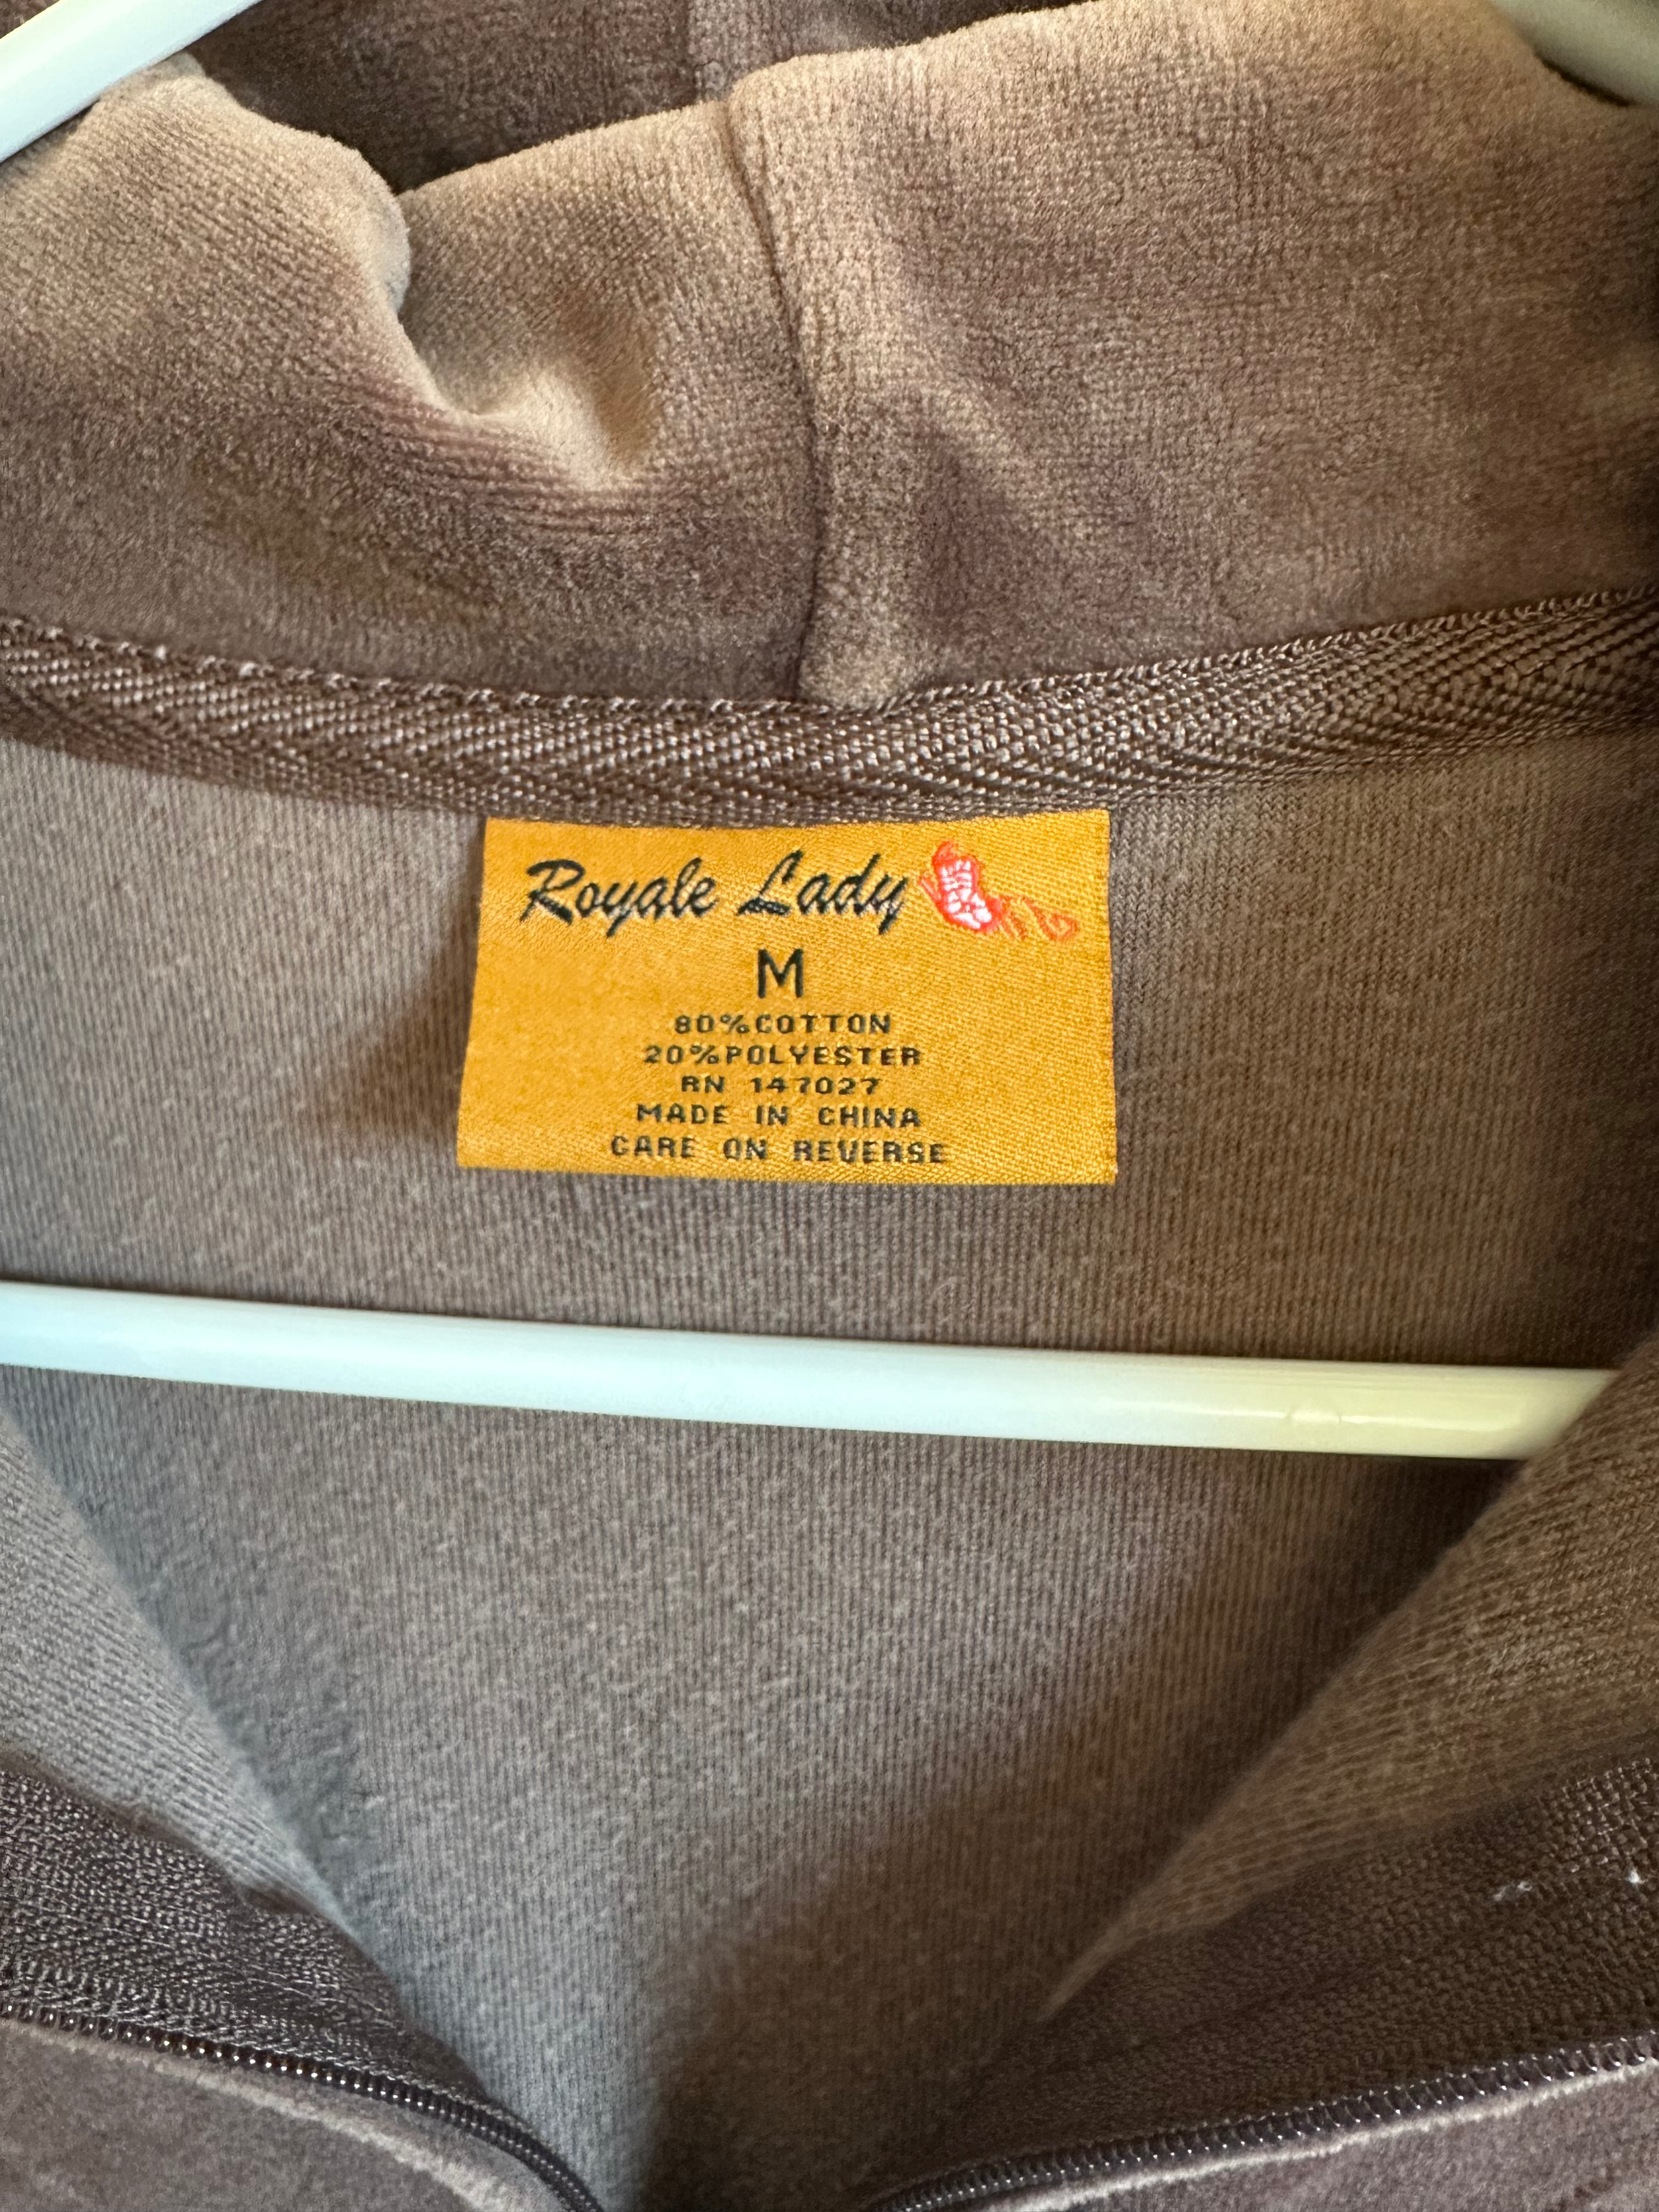 Royale Lady
M
80%COTTON
20%POLYESTER
RN 147027
MADE IN CHINA
CARE ON REVERSE